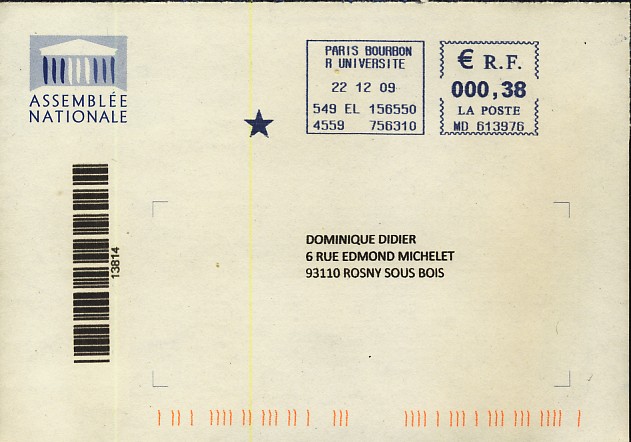 ASSEMBLÉE
NATIONALE
PARIS BOURBON
R UNIVERSITE
22 12 09
549 EL 156550
4559 756310
€ R.F.
000,38
LA POSTE
MD 613976
13814
DOMINIQUE DIDIER
6 RUE EDMOND MICHELET
93110 ROSNY SOUS BOIS